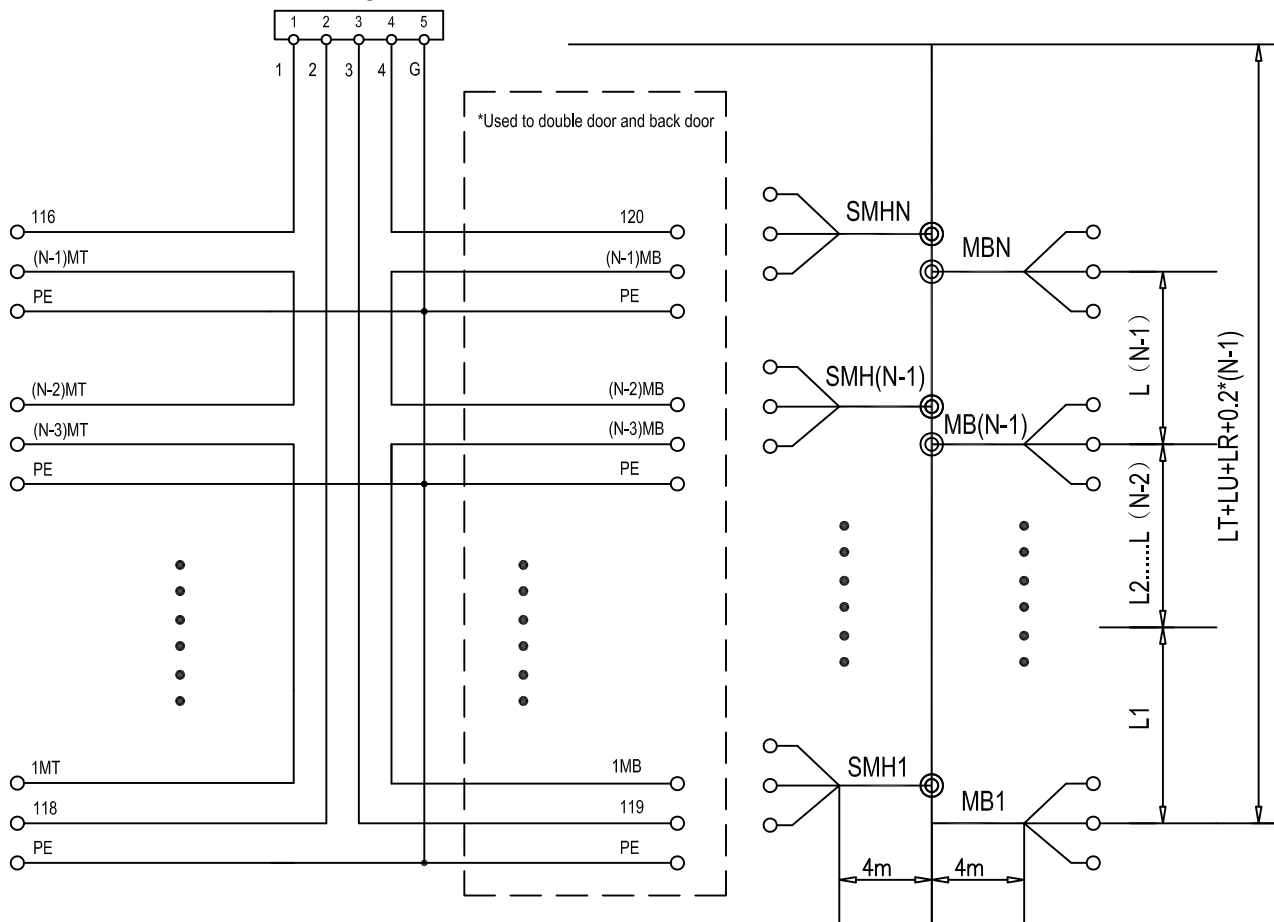 1 2 3 4 5
1 2 3 4 G
*Used to double door and back door
116
120
(N-1)MT
(N-1)MB
PE
PE
(N-2)MT
(N-2)MB
(N-3)MT
(N-3)MB
PE
PE
1MT
1MB
118
119
PE
PE
SMHN
MBN
SMH(N-1)
MB(N-1)
SMH1
MB1
4m
4m
L（N-1）
L2......L（N-2）
L1
LT+LU+LR+0.2*(N-1)